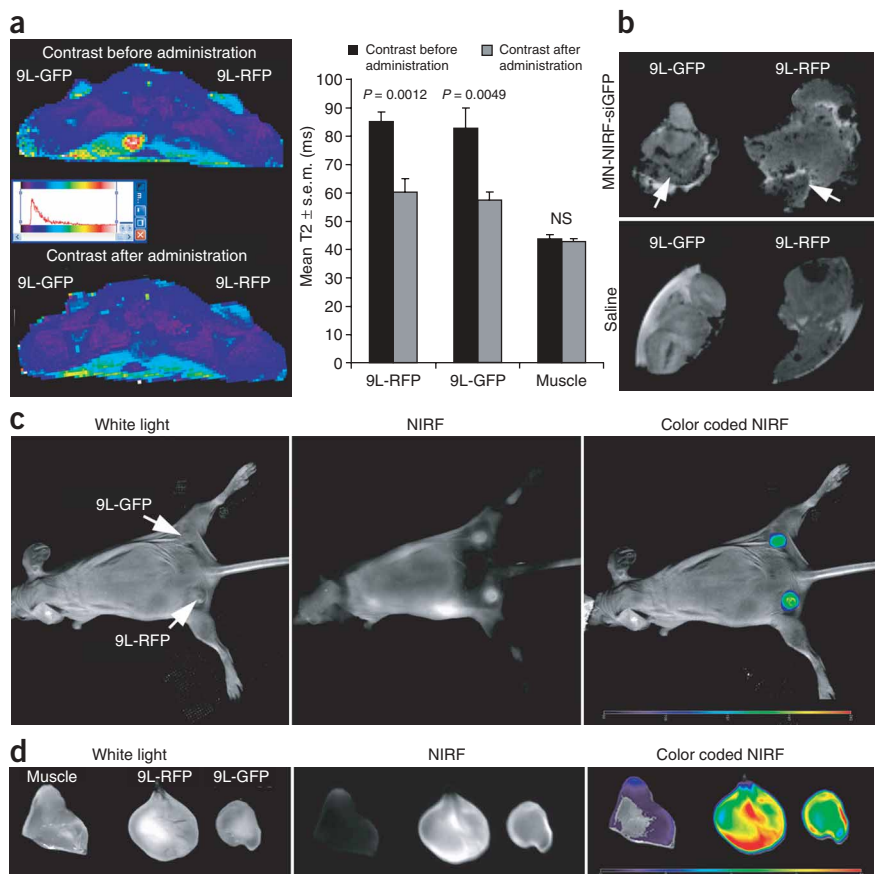 a
Contrast before administration
9L-GFP
9L-RFP
Contrast after administration
9L-GFP
9L-RFP
Contrast before
administration
Contrast after
administration
Mean T2 ± s.e.m. (ms)
100
90
80
70
60
50
40
30
20
10
0
P = 0.0012
P = 0.0049
NS
9L-RFP
9L-GFP
Muscle
b
MN-NIRF-siGFP
9L-GFP
9L-RFP
Saline
9L-GFP
9L-RFP
c
White light
NIRF
Color coded NIRF
9L-GFP
9L-RFP
d
White light
NIRF
Color coded NIRF
Muscle
9L-RFP
9L-GFP